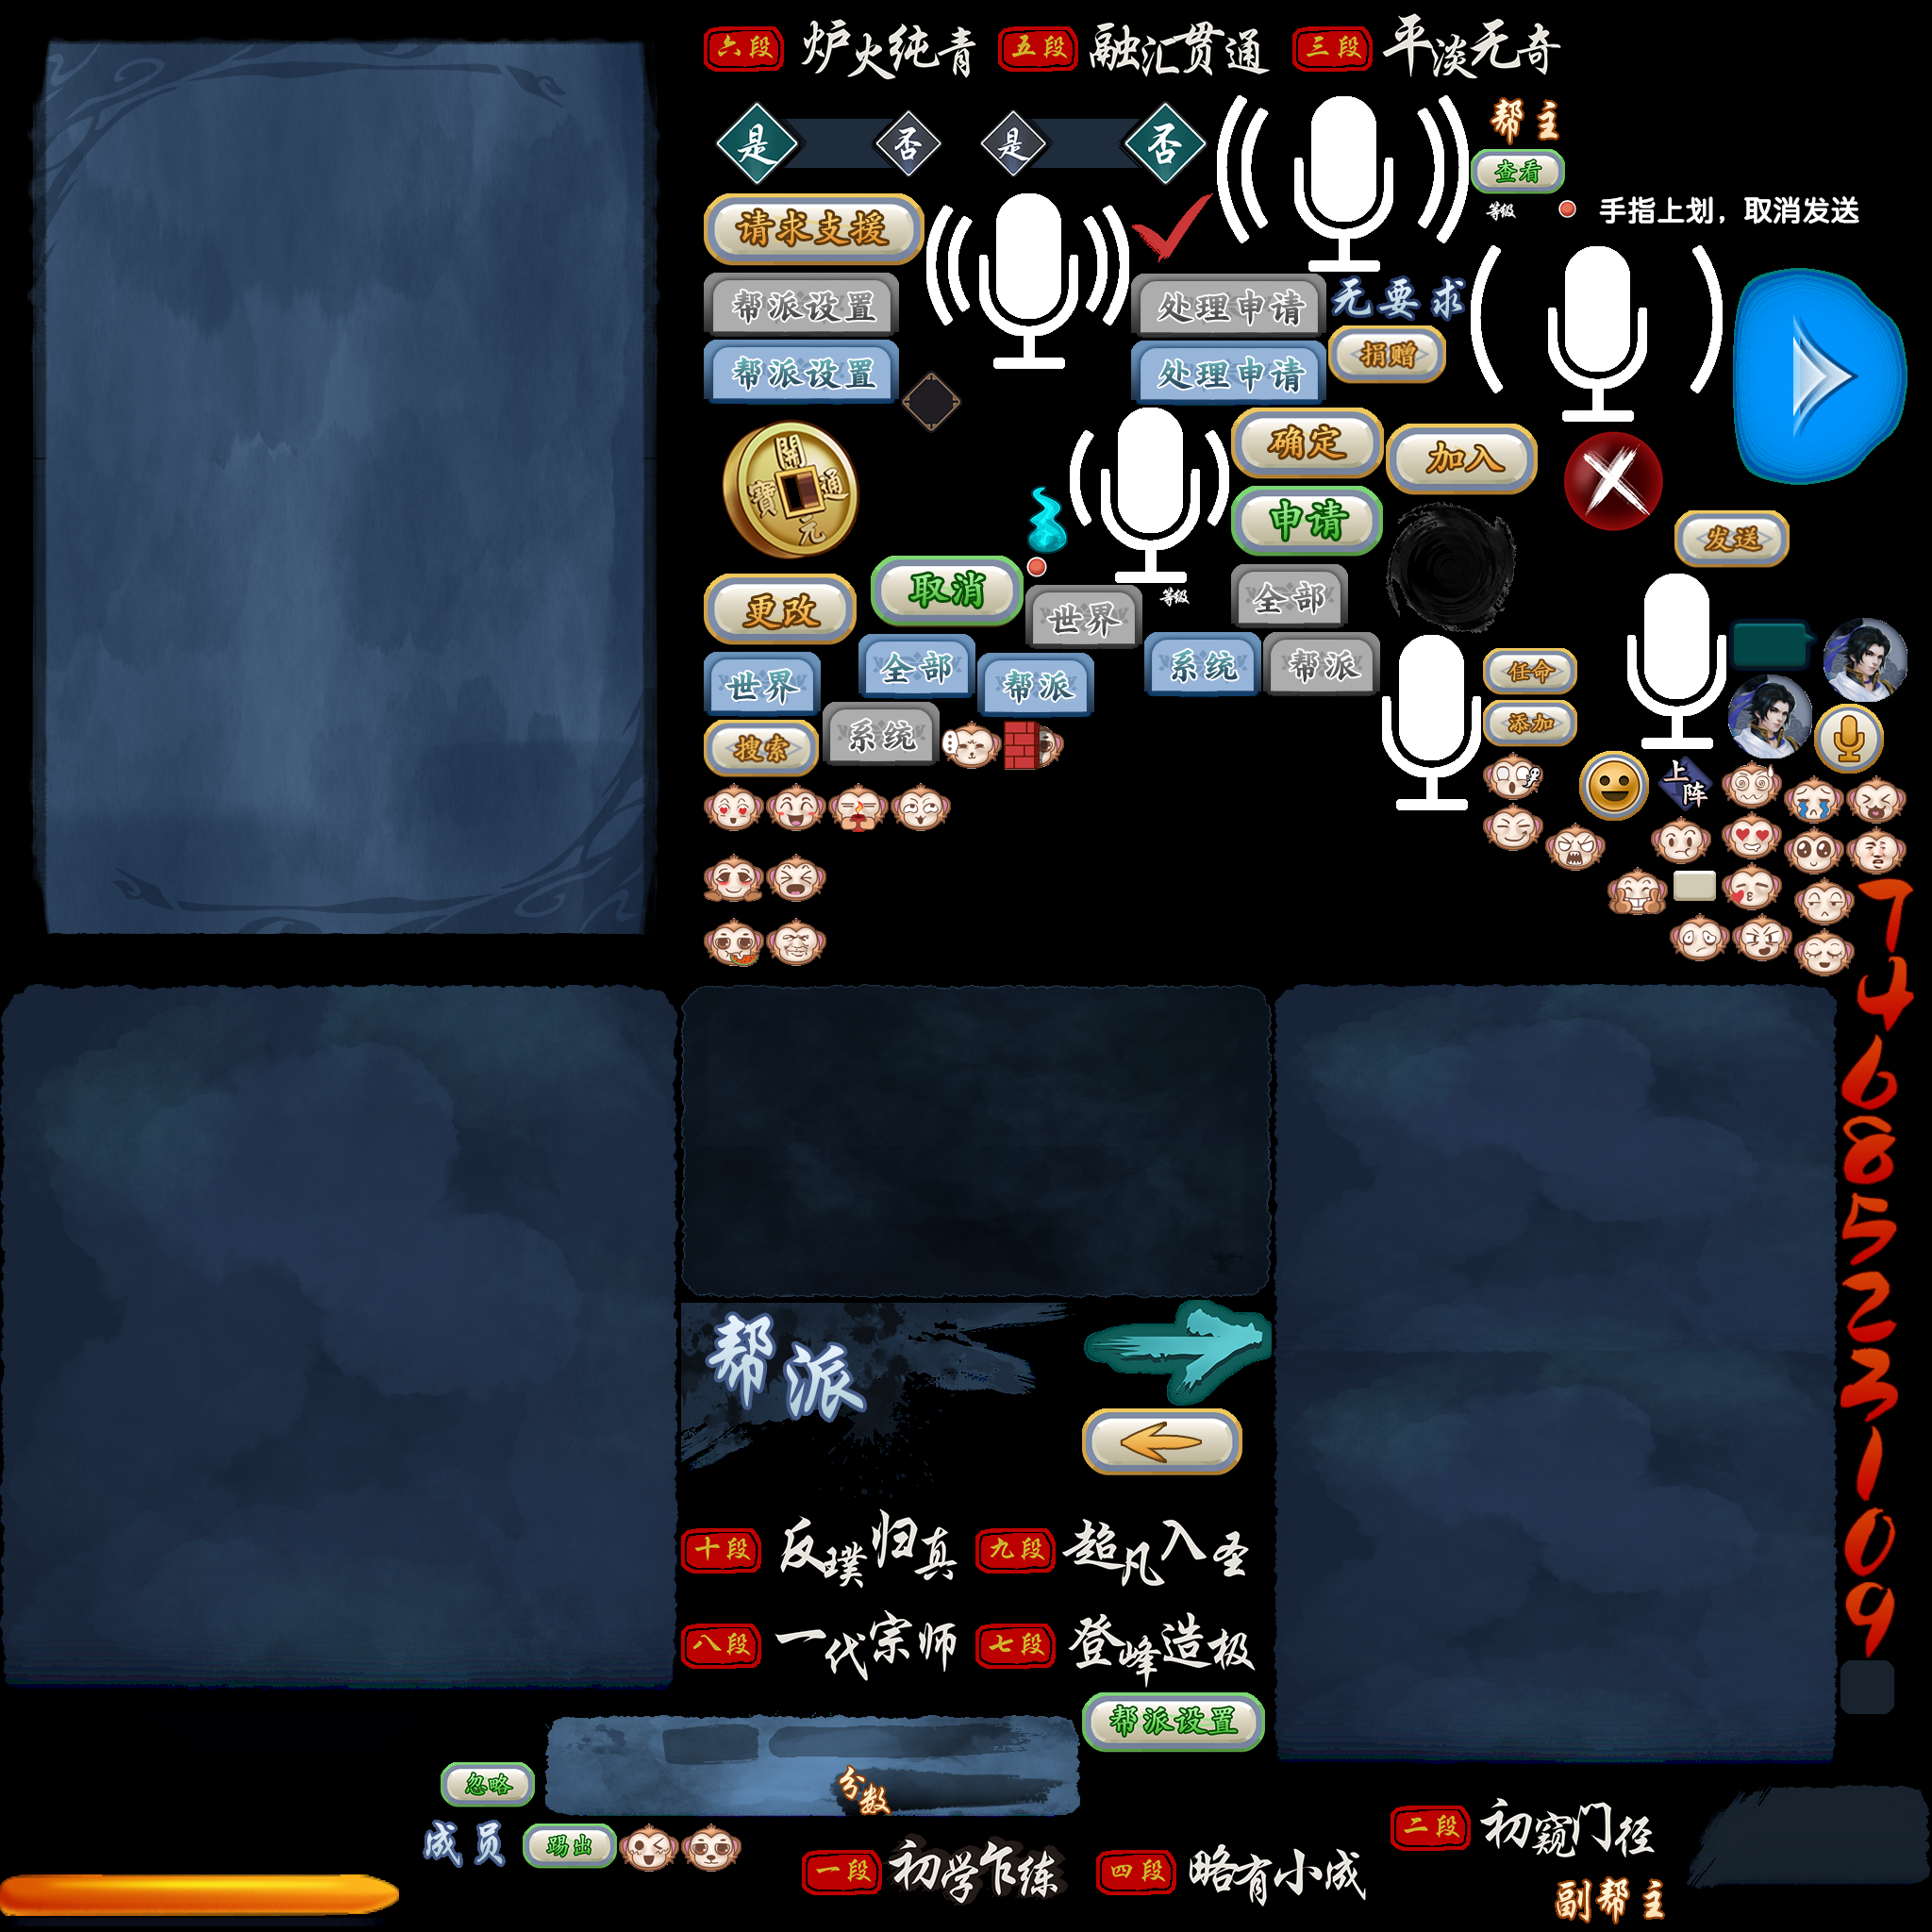 六段 炉火纯青
五段 融汇贯通
三段 平淡无奇
是 否
是 否
帮主
查看
等级
手指上划，取消发送
请求支援
帮派设置
处理申请
无要求
帮派设置
处理申请
捐赠
開通元寶
确定
加入
申请
发送
取消
更改
世界
等级
全部
世界
全部
帮派
系统
帮派
任命
搜索
系统
添加
上阵
7
4
6
8
5
2
3
1
0
9
帮派
十段 反璞归真
九段 超凡入圣
八段 一代宗师
七段 登峰造极
帮派设置
忽略
分数
成员
踢出
一段 初学乍练
四段 略有小成
二段 初窥门径
副帮主